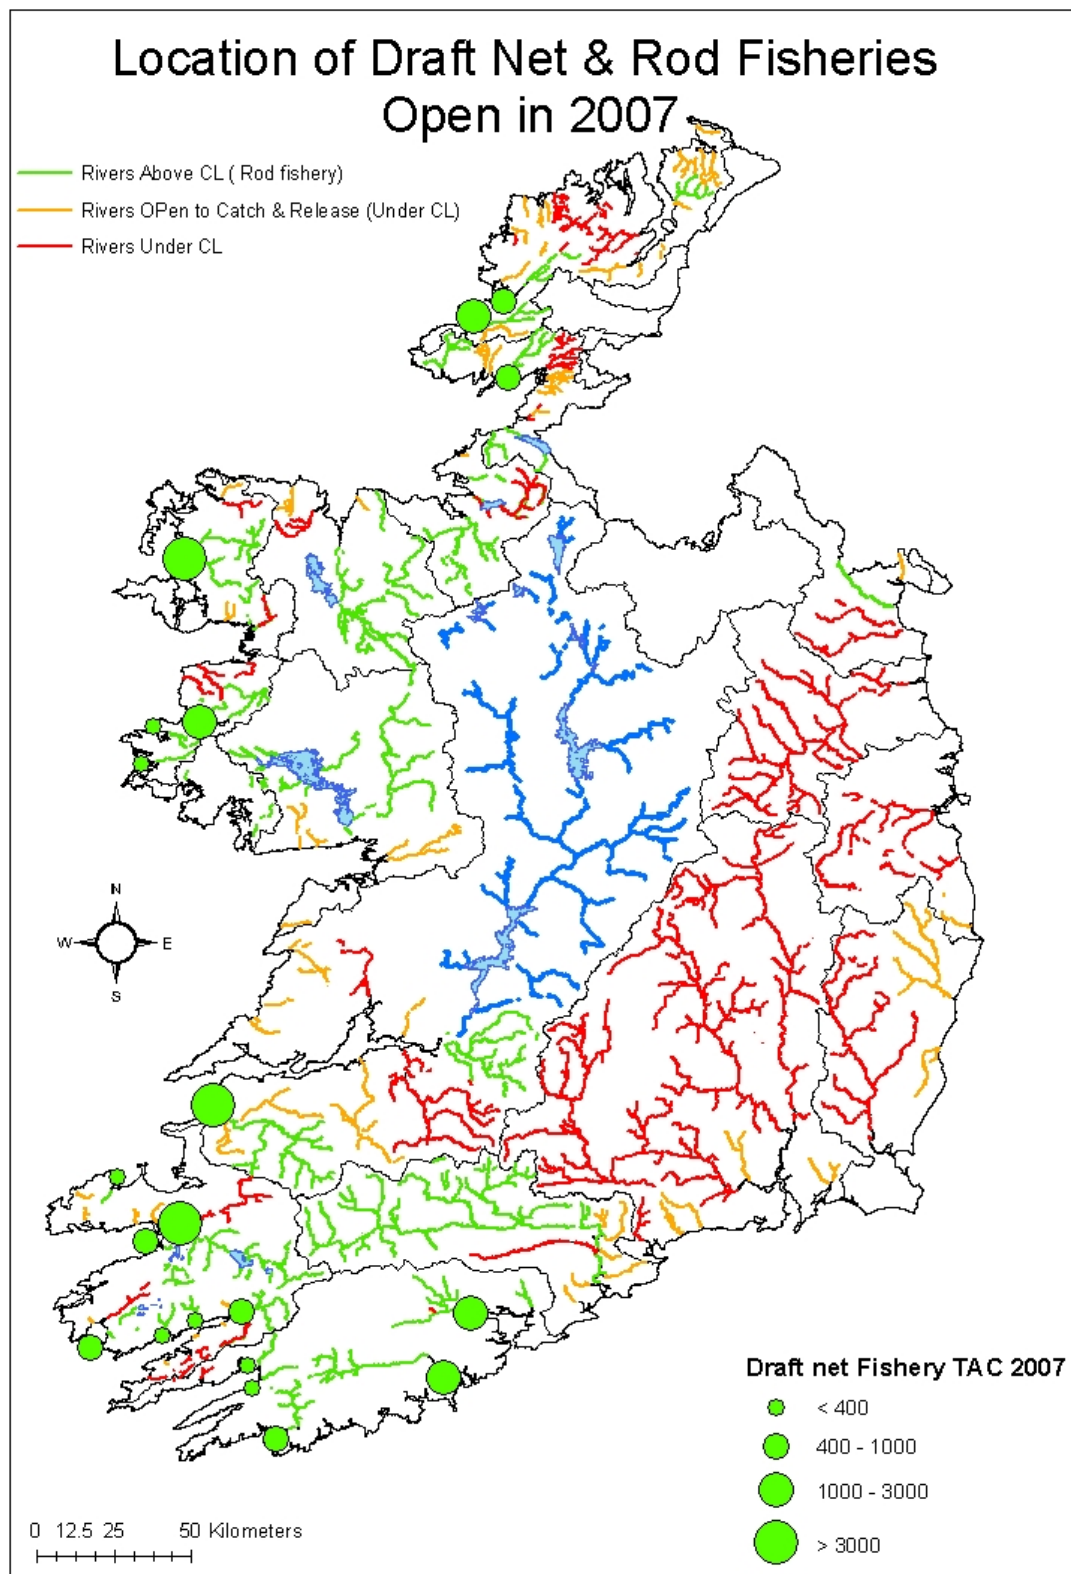 Location of Draft Net & Rod Fisheries
Open in 2007
Rivers Above CL ( Rod fishery)
Rivers OPen to Catch & Release (Under CL)
Rivers Under CL
N
W
E
S
Draft net Fishery TAC 2007
< 400
400 - 1000
1000 - 3000
> 3000
0 12.5 25 50 Kilometers